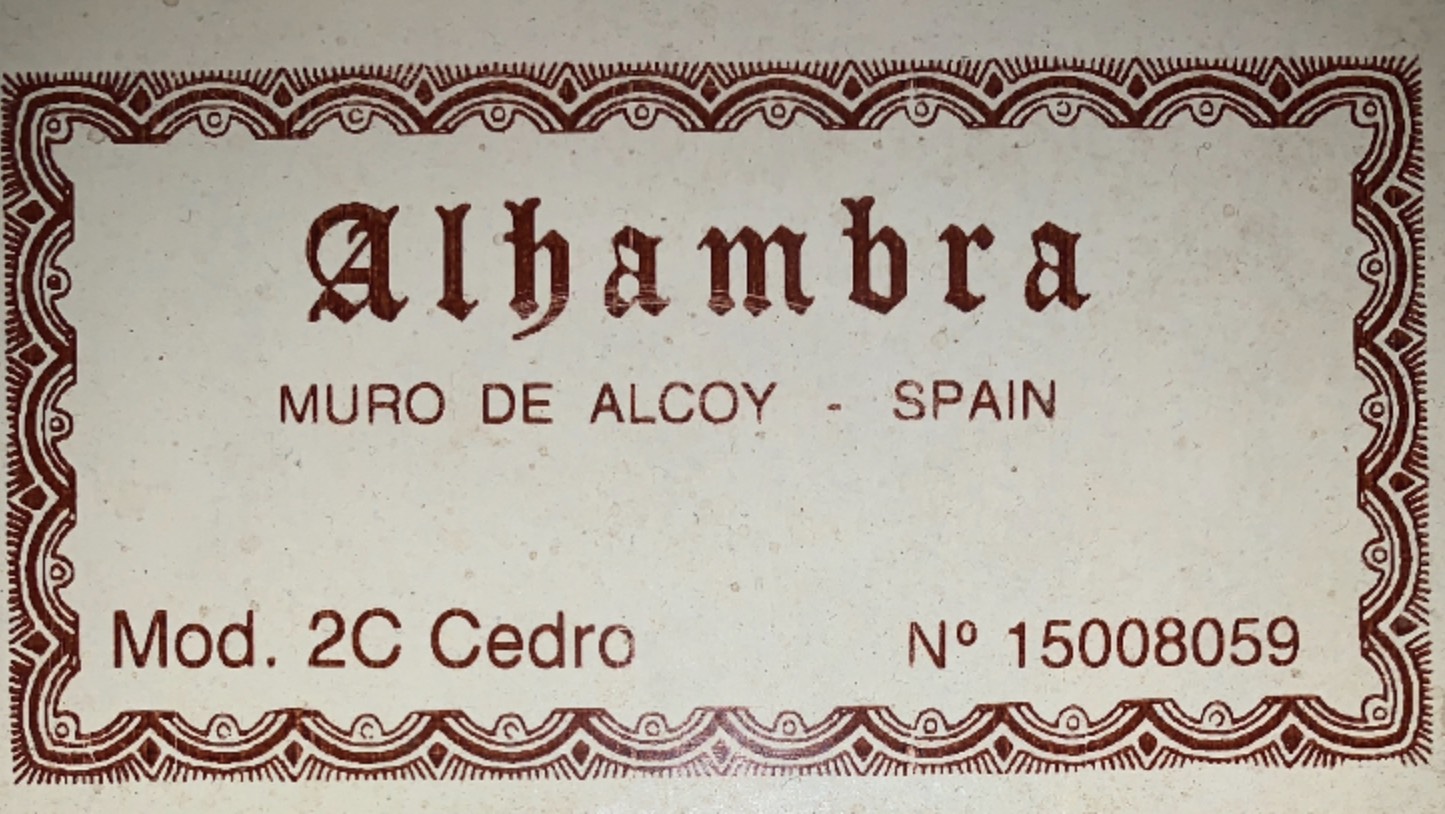 Alhambra
MURO DE ALCOY - SPAIN
Mod. 2C Cedro Nº 15008059